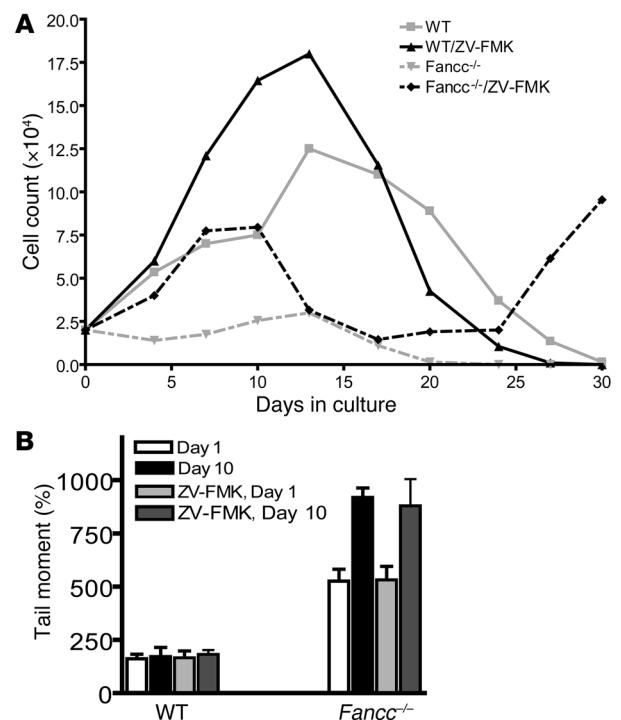 A
20.0
17.5
15.0
12.5
10.0
7.5
5.0
2.5
0.0
Cell count (×10⁴)
WT
WT/ZV-FMK
Fancc⁻/⁻
Fancc⁻/⁻/ZV-FMK
0 5 10 15 20 25 30
Days in culture
B
Day 1
Day 10
ZV-FMK, Day 1
ZV-FMK, Day 10
1000
750
500
250
0
Tail moment (%)
WT Fancc⁻/⁻